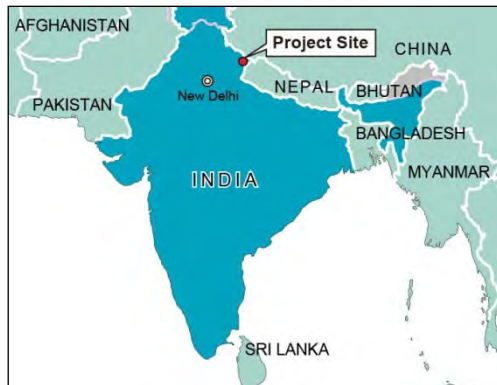 AFGHANISTAN
Project Site
CHINA
New Delhi
NEPAL
BHUTAN
PAKISTAN
BANGLADESH
INDIA
MYANMAR
SRI LANKA